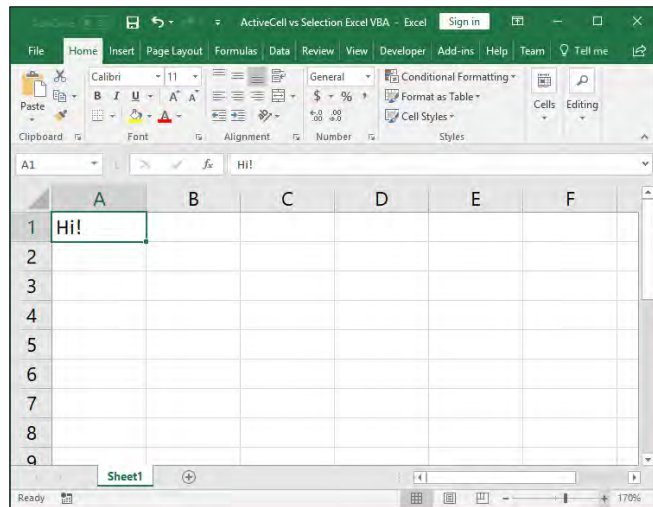 ActiveCell vs Selection Excel VBA - Excel Sign in
File Home Insert Page Layout Formulas Data Review View Developer Add-ins Help Team Tell me
Calibri 11 General Conditional Formatting
Paste B I U A A $ % , Format as Table Cells Editing
A Cell Styles
Clipboard Font Alignment Number Styles
A1 fx Hi!
A B C D E F
1 Hi!
2
3
4
5
6
7
8
9
Sheet1
Ready 170%